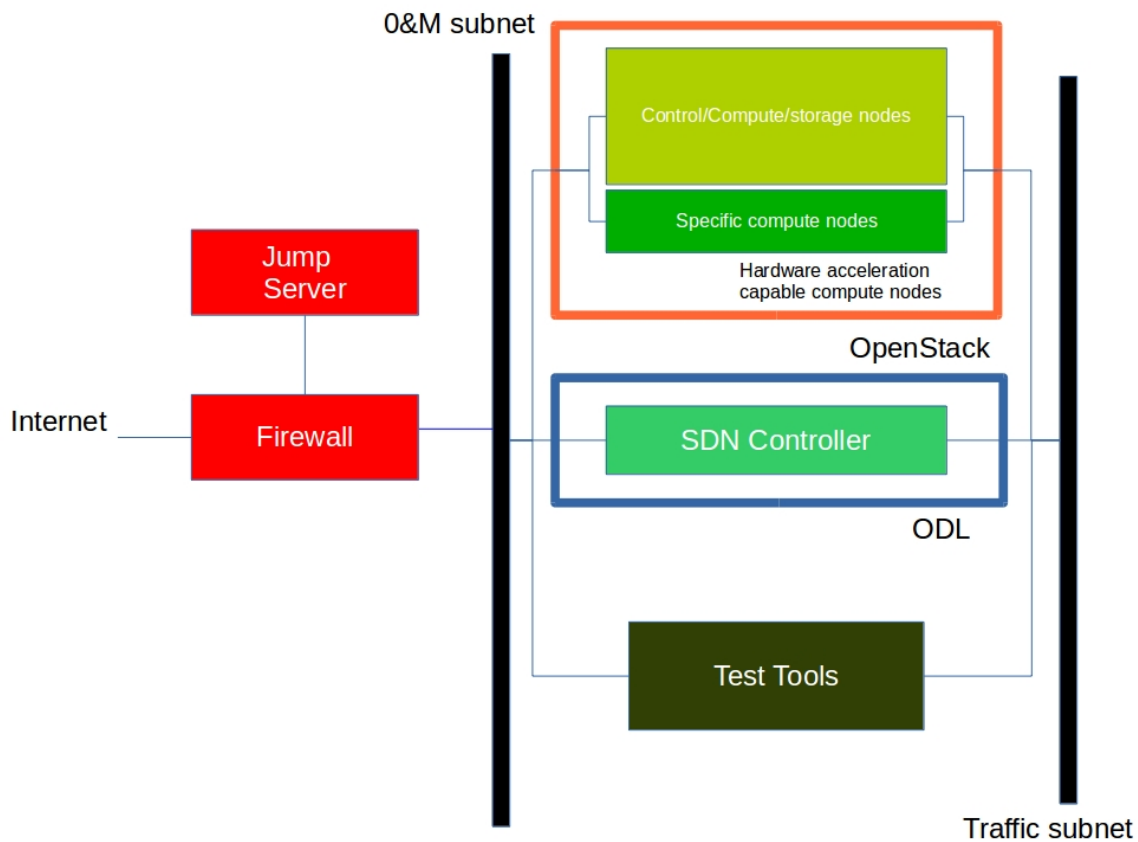 0&M subnet
Control/Compute/storage nodes
Specific compute nodes
Hardware acceleration
capable compute nodes
OpenStack
Jump
Server
Internet
Firewall
SDN Controller
ODL
Test Tools
Traffic subnet